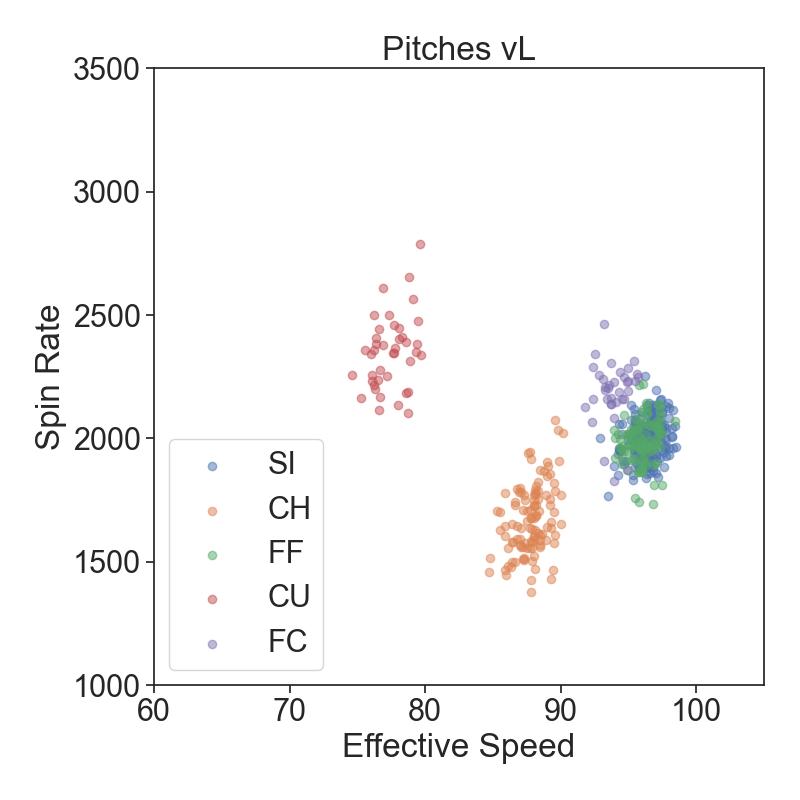 Pitches vL
3500
3000
2500
2000
1500
1000
Spin Rate
SI
CH
FF
CU
FC
60 70 80 90 100
Effective Speed